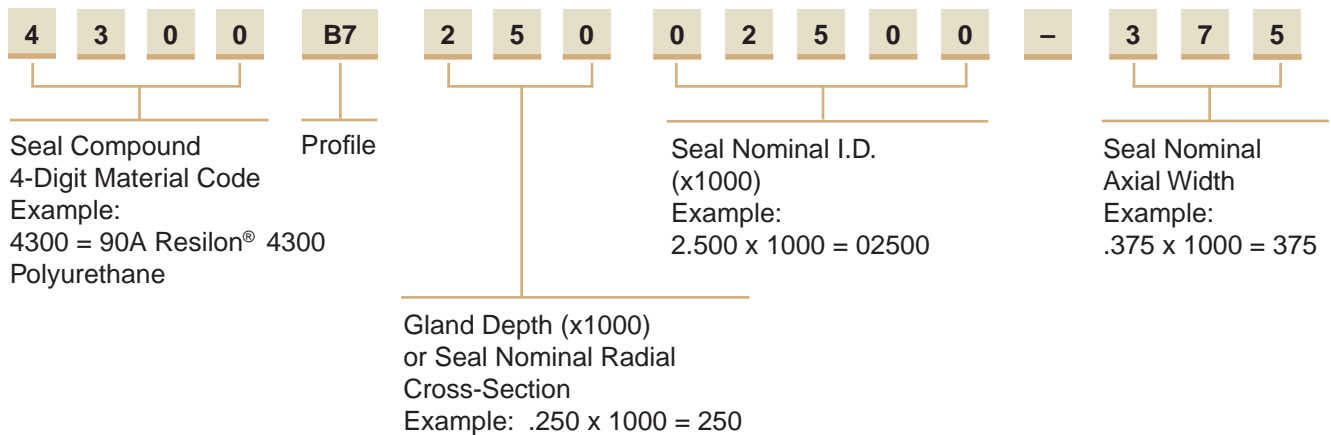 4 3 0 0 B7 2 5 0 0 2 5 0 0 – 3 7 5
Seal Compound
4-Digit Material Code
Example:
4300 = 90A Resilon® 4300
Polyurethane
Profile
Gland Depth (x1000)
or Seal Nominal Radial
Cross-Section
Example: .250 x 1000 = 250
Seal Nominal I.D.
(x1000)
Example:
2.500 x 1000 = 02500
Seal Nominal
Axial Width
Example:
.375 x 1000 = 375